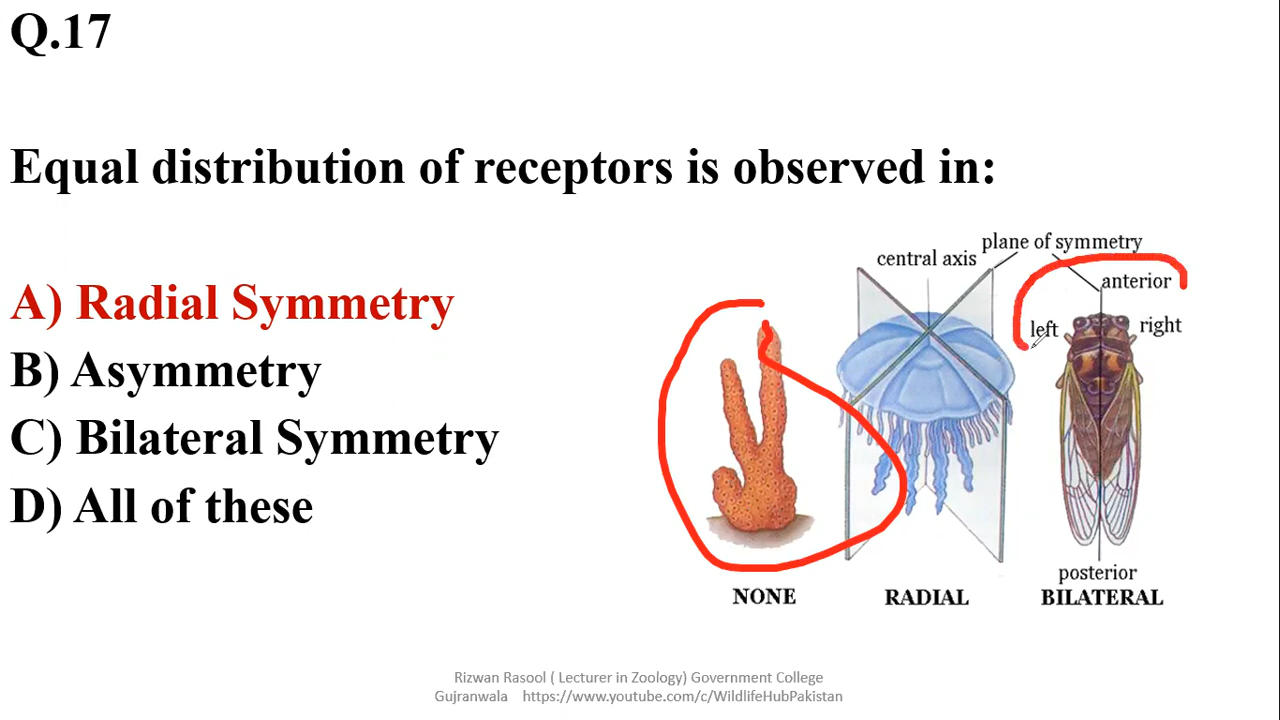 Q.17
Equal distribution of receptors is observed in:
A) Radial Symmetry
B) Asymmetry
C) Bilateral Symmetry
D) All of these
plane of symmetry
central axis
anterior
left
right
posterior
NONE
RADIAL
BILATERAL
Rizwan Rasool ( Lecturer in Zoology) Government College
Gujranwala https://www.youtube.com/c/WildlifeHubPakistan